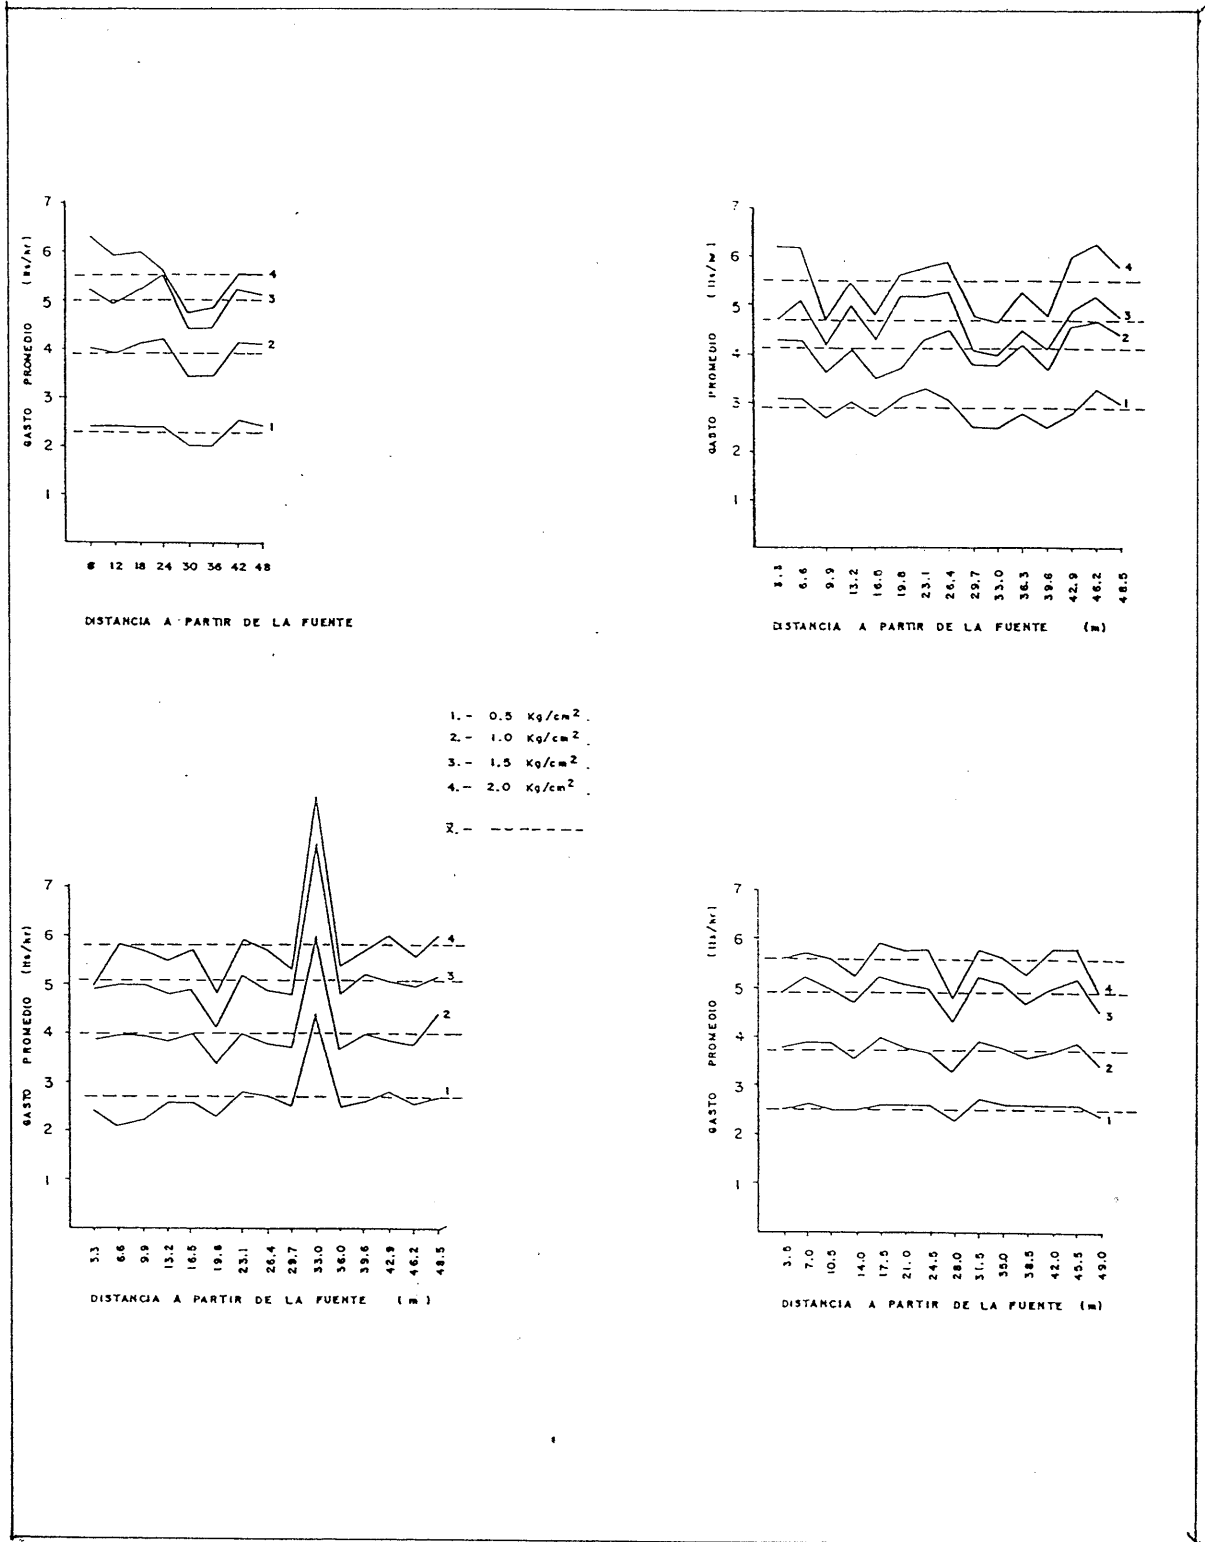 GASTO PROMEDIO (lts/hr)
7
6
5
4
3
2
1
4
3
2
1
6 12 18 24 30 36 42 48
DISTANCIA A PARTIR DE LA FUENTE
GASTO PROMEDIO (lts/hr)
7
6
5
4
3
2
1
4
3
2
1
3.3 6.6 9.9 13.2 16.5 19.8 23.1 26.4 29.7 33.0 36.3 39.6 42.9 46.2 48.5
DISTANCIA A PARTIR DE LA FUENTE (m)
1.- 0.5 Kg/cm2.
2.- 1.0 Kg/cm2.
3.- 1.5 Kg/cm2.
4.- 2.0 Kg/cm2.
X̄.- -------
GASTO PROMEDIO (lts/hr)
7
6
5
4
3
2
1
4
3
2
1
3.3 6.6 9.9 13.2 16.5 19.8 23.1 26.4 29.7 33.0 36.0 39.6 42.9 46.2 48.5
DISTANCIA A PARTIR DE LA FUENTE (m)
GASTO PROMEDIO (lts/hr)
7
6
5
4
3
2
1
4
3
2
1
3.5 7.0 10.5 14.0 17.5 21.0 24.5 28.0 31.5 35.0 38.5 42.0 45.5 49.0
DISTANCIA A PARTIR DE LA FUENTE (m)